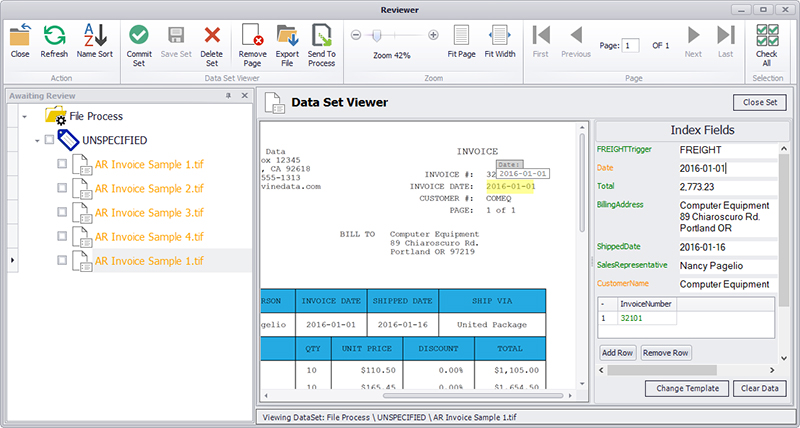 Reviewer
Close
Refresh
Name Sort
Commit Set
Save Set
Delete Set
Remove Page
Export File
Send To Process
Zoom 42%
Fit Page
Fit Width
First
Previous
Page: 1 OF 1
Next
Last
Check All
Action
Data Set Viewer
Zoom
Page
Selection
Awaiting Review
File Process
UNSPECIFIED
AR Invoice Sample 1.tif
AR Invoice Sample 2.tif
AR Invoice Sample 3.tif
AR Invoice Sample 4.tif
AR Invoice Sample 1.tif
Data Set Viewer
Close Set
Data
ox 12345
, CA 92618
555-1313
vinedata.com
INVOICE
Date:
2016-01-01
INVOICE #: 32
INVOICE DATE: 2016-01-01
CUSTOMER #: COMEQ
PAGE: 1 of 1
BILL TO Computer Equipment
89 Chiaroscuro Rd.
Portland OR 97219
ERSON INVOICE DATE SHIPPED DATE SHIP VIA
gelio 2016-01-01 2016-01-16 United Package
QTY UNIT PRICE DISCOUNT TOTAL
10 $110.50 0.00% $1,105.00
10 $165.45 0.00% $1,654.50
Index Fields
FREIGHTTrigger FREIGHT
Date 2016-01-01
Total 2,773.23
BillingAddress Computer Equipment
89 Chiaroscuro Rd.
Portland OR
ShippedDate 2016-01-16
SalesRepresentative Nancy Pagelio
CustomerName Computer Equipment
- InvoiceNumber
1 32101
Add Row
Remove Row
Change Template
Clear Data
Viewing DataSet: File Process \ UNSPECIFIED \ AR Invoice Sample 1.tif